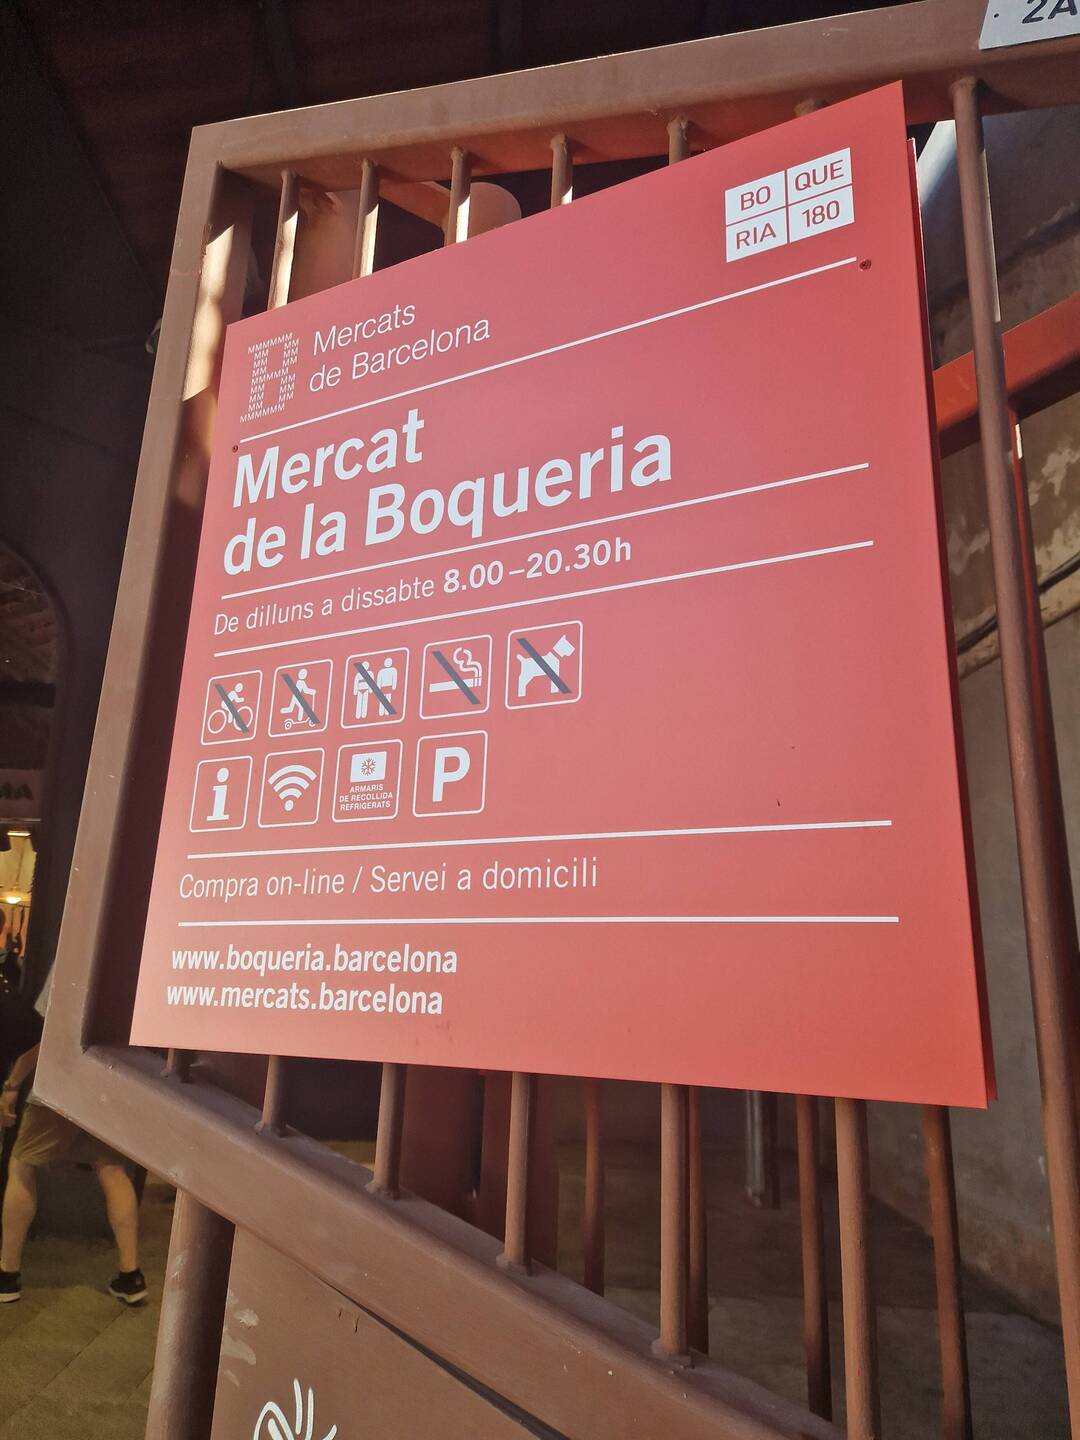 2A
BO QUE
RIA 180
Mercats
de Barcelona
Mercat
de la Boqueria
De dilluns a dissabte 8.00–20.30h
i
ARMARIS
DE RECOLLIDA
REFRIGERATS
P
Compra on-line / Servei a domicili
www.boqueria.barcelona
www.mercats.barcelona